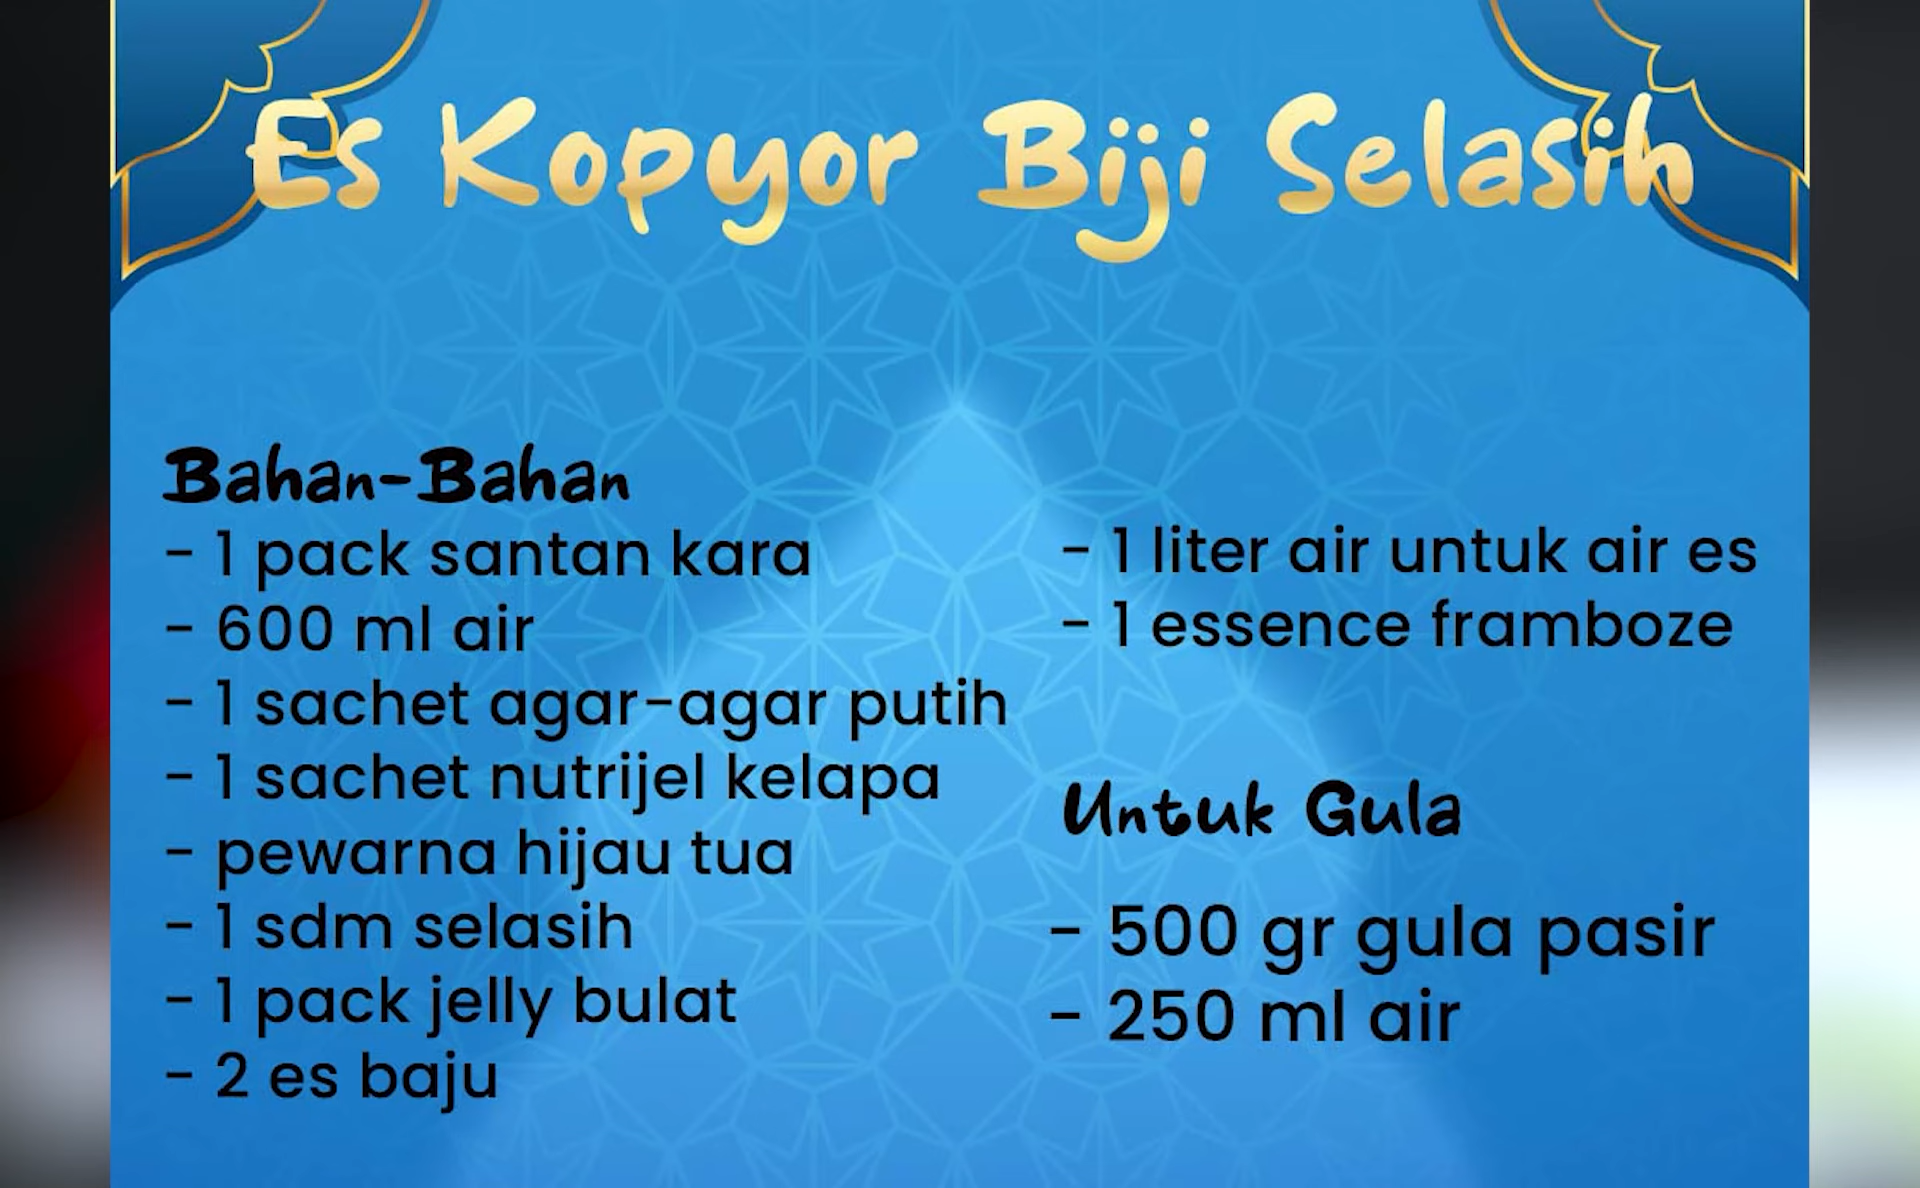 Es Kopyor Biji Selasih
Bahan-Bahan
- 1 pack santan kara
- 600 ml air
- 1 sachet agar-agar putih
- 1 sachet nutrijel kelapa
- pewarna hijau tua
- 1 sdm selasih
- 1 pack jelly bulat
- 2 es baju
- 1 liter air untuk air es
- 1 essence framboze
Untuk Gula
- 500 gr gula pasir
- 250 ml air